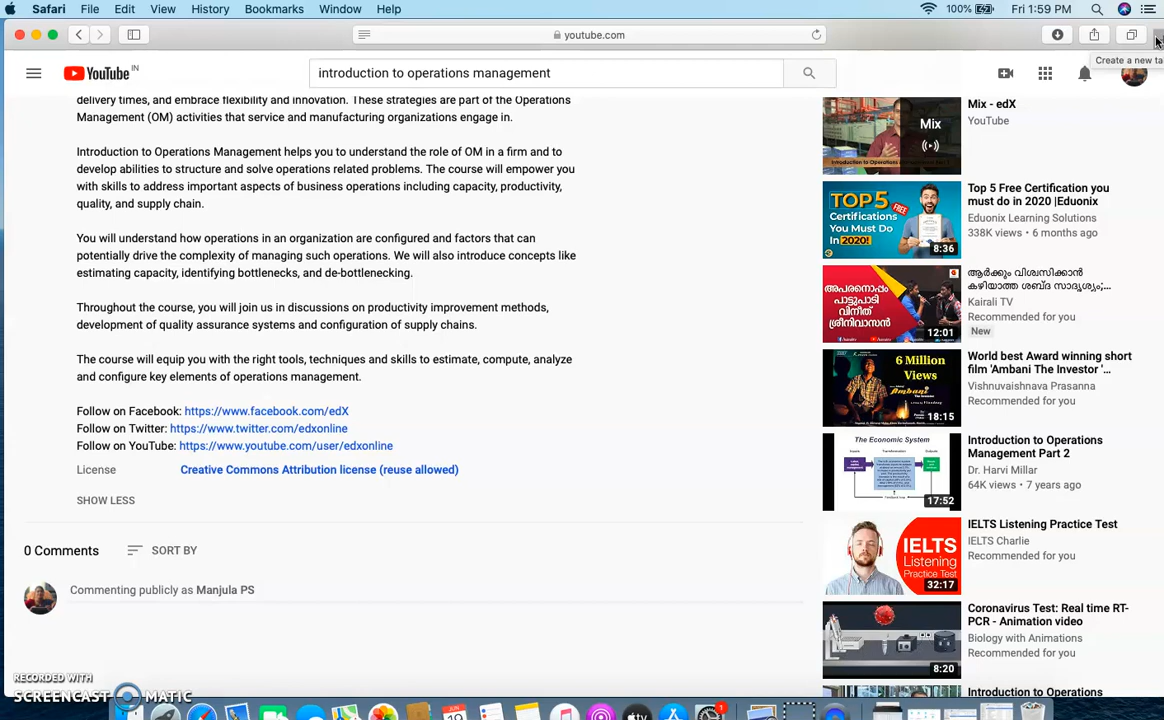 Safari File Edit View History Bookmarks Window Help 100% Fri 1:59 PM
youtube.com
Create a new ta
YouTube IN introduction to operations management
delivery times, and embrace flexibility and innovation. These strategies are part of the Operations
Management (OM) activities that service and manufacturing organizations engage in.
Introduction to Operations Management helps you to understand the role of OM in a firm and to
develop abilities to structure and solve operations related problems. The course will empower you
with skills to address important aspects of business operations including capacity, productivity,
quality, and supply chain.
You will understand how operations in an organization are configured and factors that can
potentially drive the complexity of managing such operations. We will also introduce concepts like
estimating capacity, identifying bottlenecks, and de-bottlenecking.
Throughout the course, you will join us in discussions on productivity improvement methods,
development of quality assurance systems and configuration of supply chains.
The course will equip you with the right tools, techniques and skills to estimate, compute, analyze
and configure key elements of operations management.
Follow on Facebook: https://www.facebook.com/edX
Follow on Twitter: https://www.twitter.com/edxonline
Follow on YouTube: https://www.youtube.com/user/edxonline
License Creative Commons Attribution license (reuse allowed)
SHOW LESS
0 Comments SORT BY
Commenting publicly as Manjula PS
Mix
Mix - edX
YouTube
TOP 5
FREE
Certifications
You Must Do
In 2020!
8:36
Top 5 Free Certification you
must do in 2020 |Eduonix
Eduonix Learning Solutions
338K views • 6 months ago
അപരനൊപ്പം
പാട്ടുപാടി
വിനീത്
ശ്രീനിവാസൻ
12:01
ആർക്കും വിശ്വസിക്കാൻ
കഴിയാത്ത ശബ്ദ സാദൃശ്യം;...
Kairali TV
Recommended for you
New
6 Million
Views
Ambani
18:15
World best Award winning short
film 'Ambani The Investor '...
Vishnuvaishnava Prasanna
Recommended for you
The Economic System
Inputs Transformation Outputs
17:52
Introduction to Operations
Management Part 2
Dr. Harvi Millar
64K views • 7 years ago
IELTS
Listening
Practice Test
32:17
IELTS Listening Practice Test
IELTS Charlie
Recommended for you
8:20
Coronavirus Test: Real time RT-
PCR - Animation video
Biology with Animations
Recommended for you
Introduction to Operations
RECORDED WITH
SCREENCAST MATIC
JUN
19
tv
1